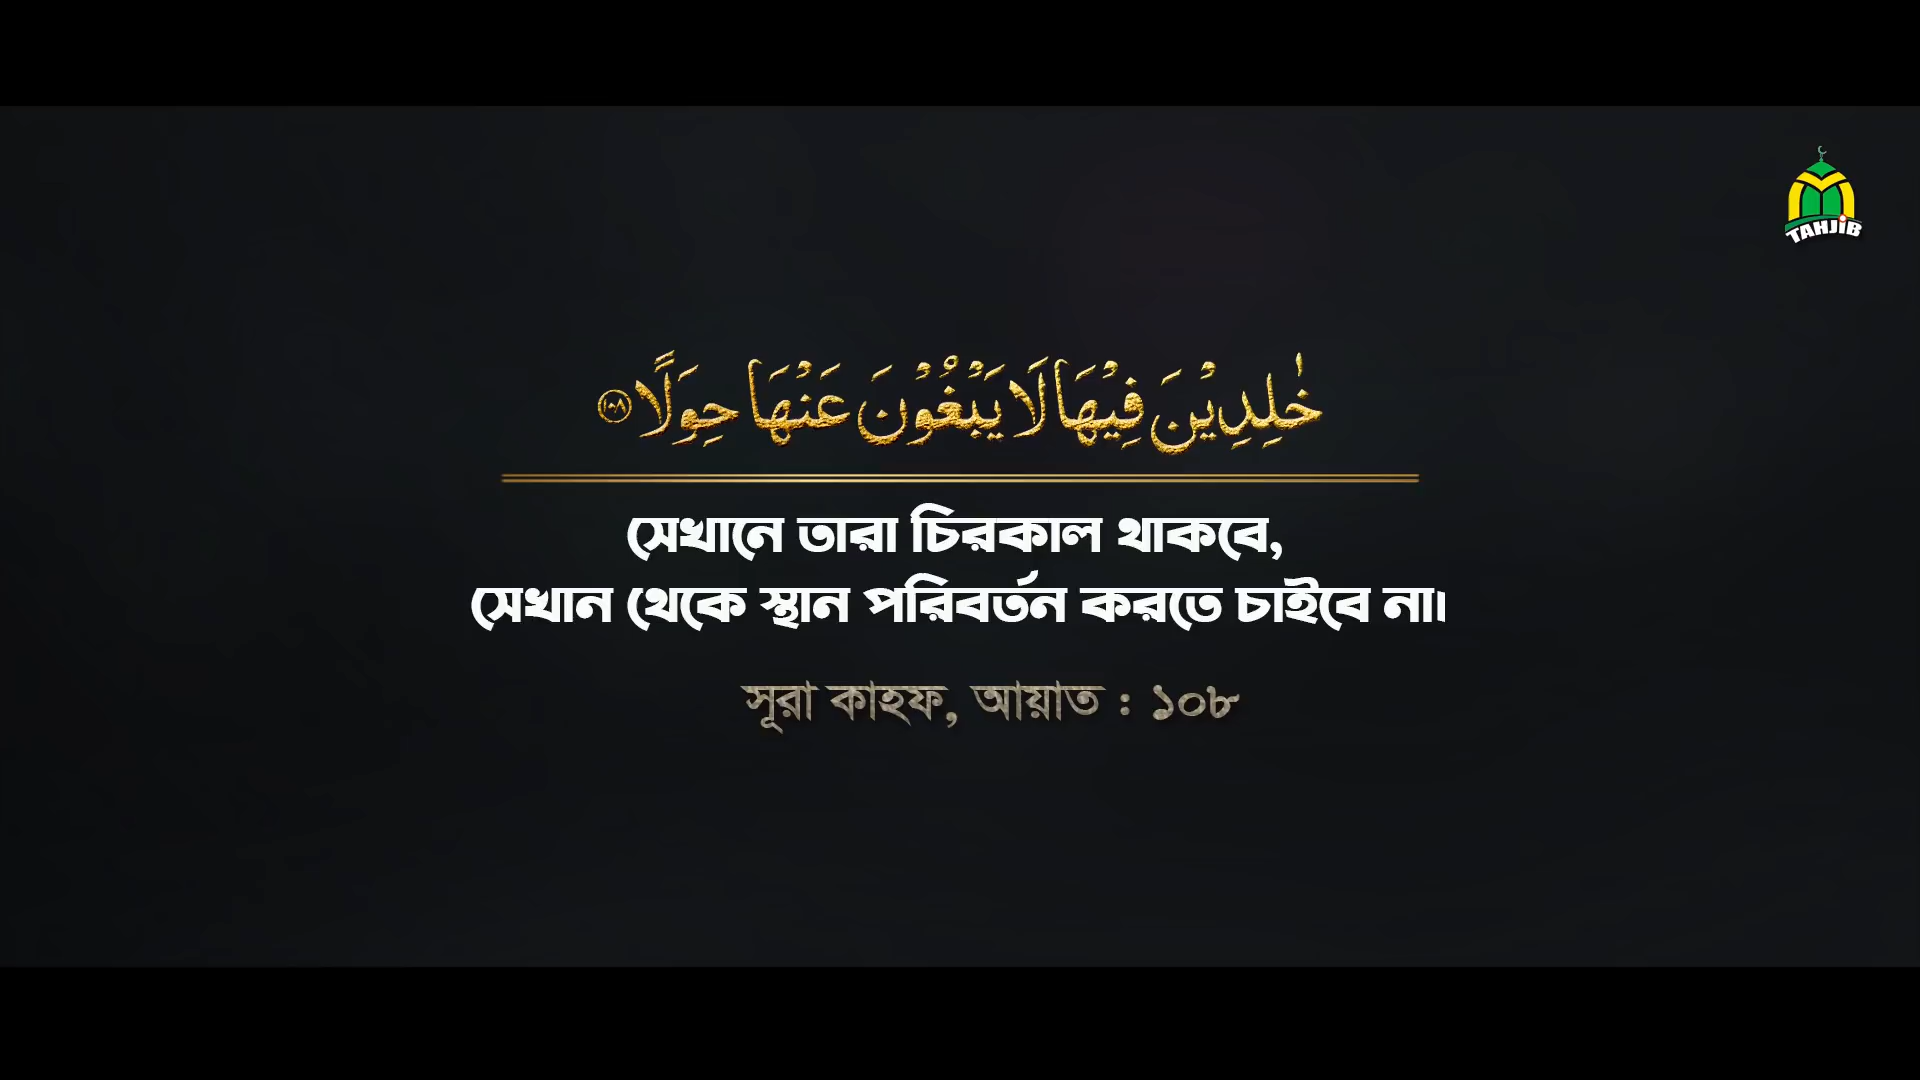 TAHJIB
خٰلِدِيْنَ فِيْهَا لَا يَبْغُوْنَ عَنْهَا حِوَلًا ۝١٠٨
সেখানে তারা চিরকাল থাকবে,
সেখান থেকে স্থান পরিবর্তন করতে চাইবে না।
সূরা কাহফ, আয়াত : ১০৮